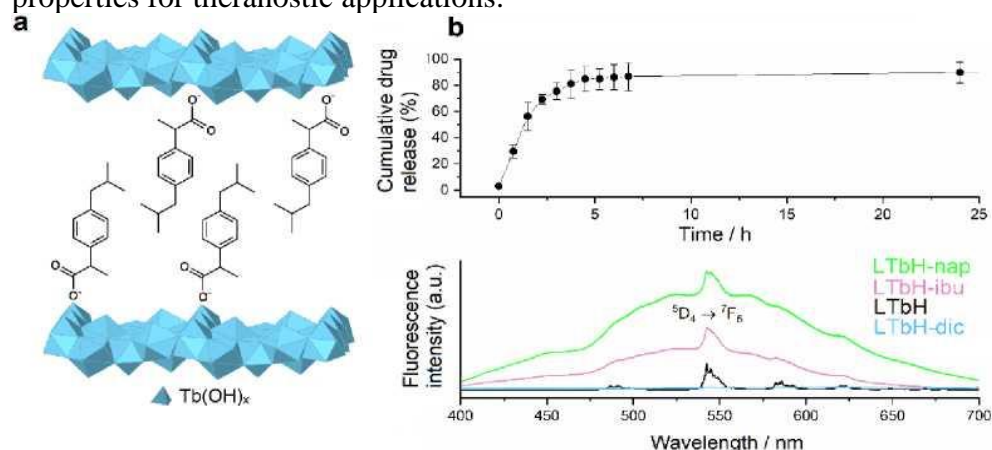 properties for theranostic applications.
a
O⁻
O
O⁻
O
O
O⁻
O
O⁻
Tb(OH)ₓ
b
Cumulative drug
release (%)
100
80
60
40
20
0
0 5 10 15 20 25
Time / h
Fluorescence
intensity (a.u.)
⁵D₄ → ⁷F₅
LTbH-nap
LTbH-ibu
LTbH
LTbH-dic
400 450 500 550 600 650 700
Wavelength / nm